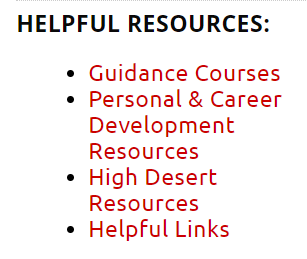 HELPFUL RESOURCES:
Guidance Courses
Personal & Career
Development
Resources
High Desert
Resources
Helpful Links